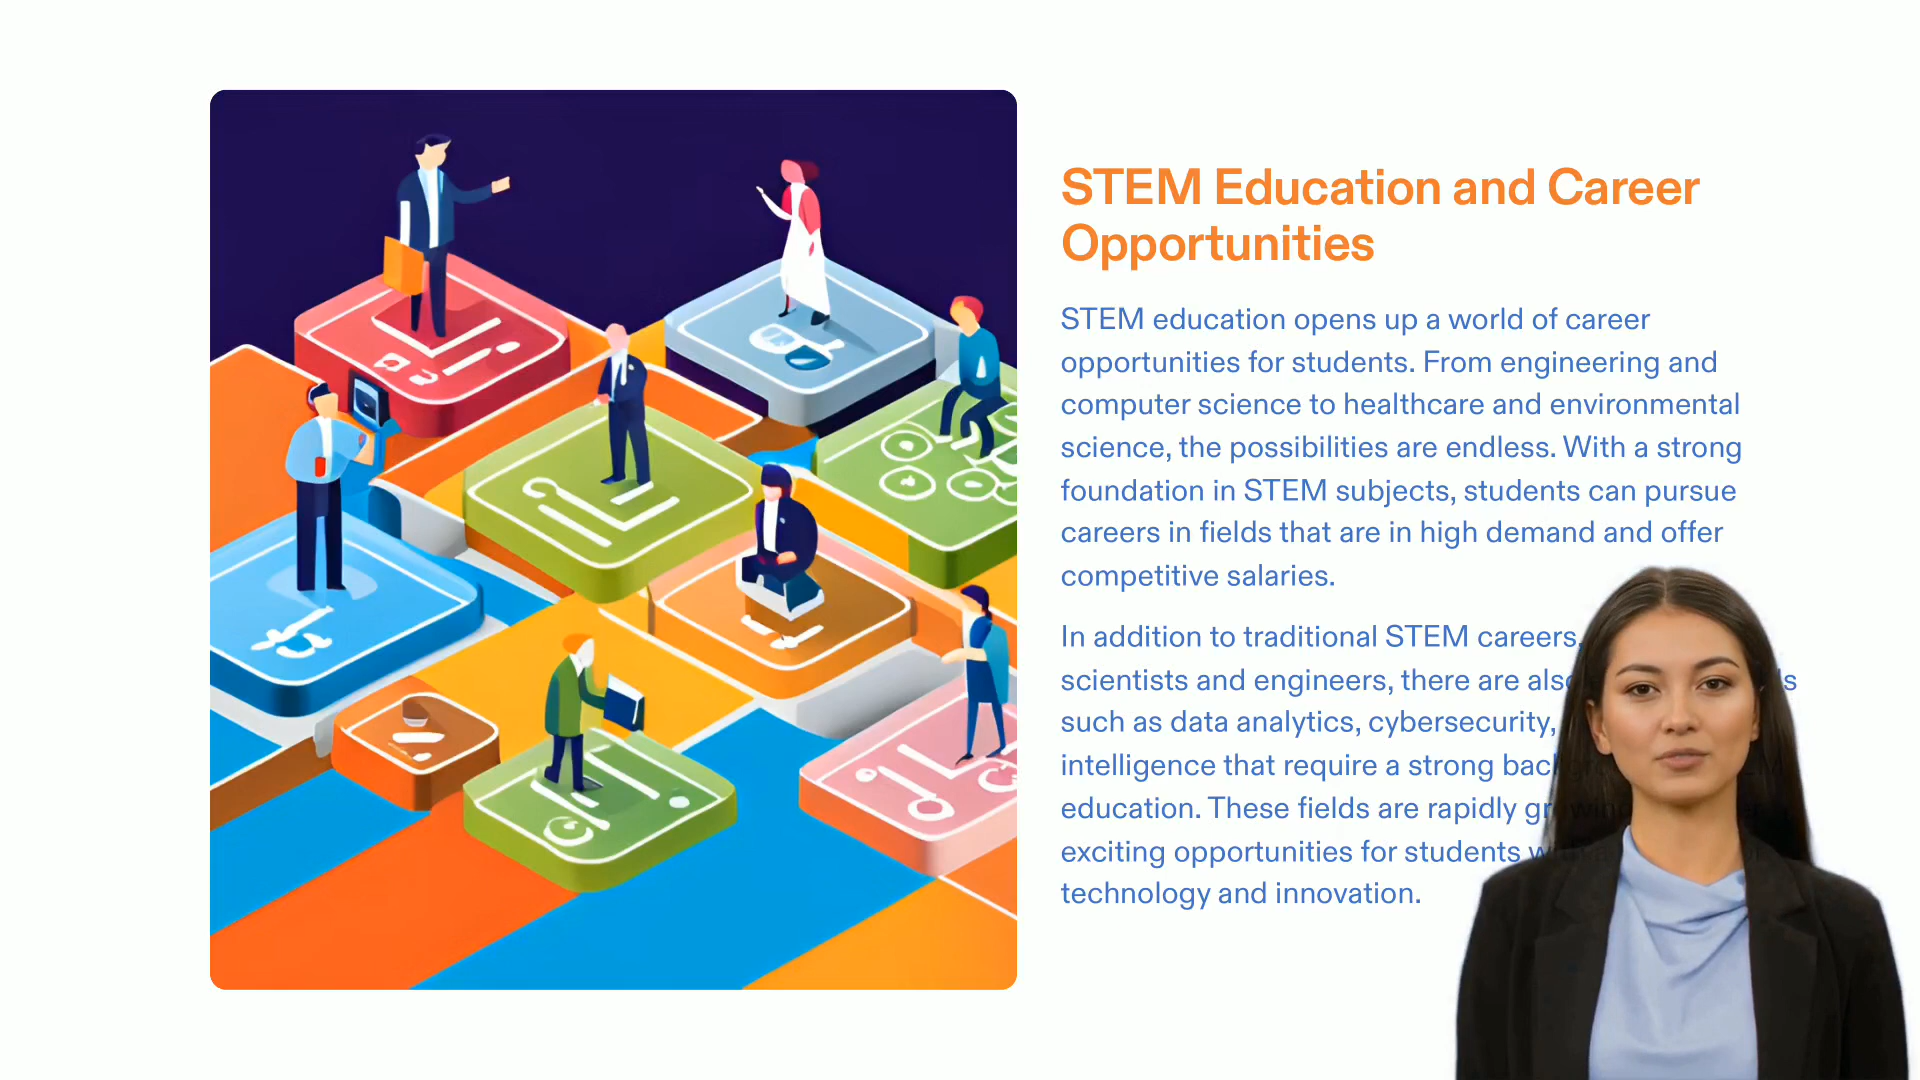 STEM Education and Career
Opportunities
STEM education opens up a world of career
opportunities for students. From engineering and
computer science to healthcare and environmental
science, the possibilities are endless. With a strong
foundation in STEM subjects, students can pursue
careers in fields that are in high demand and offer
competitive salaries.
In addition to traditional STEM careers,
scientists and engineers, there are
such as data analytics, cybersecurity,
intelligence that require a strong
education. These fields are rapidly
exciting opportunities for students
technology and innovation.